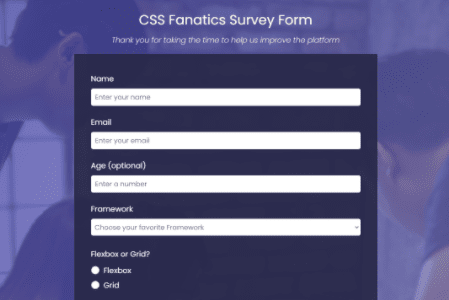 CSS Fanatics Survey Form
Thank you for taking the time to help us improve the platform
Name
Enter your name
Email
Enter your email
Age (optional)
Enter a number
Framework
Choose your favorite Framework
Flexbox or Grid?
Flexbox
Grid